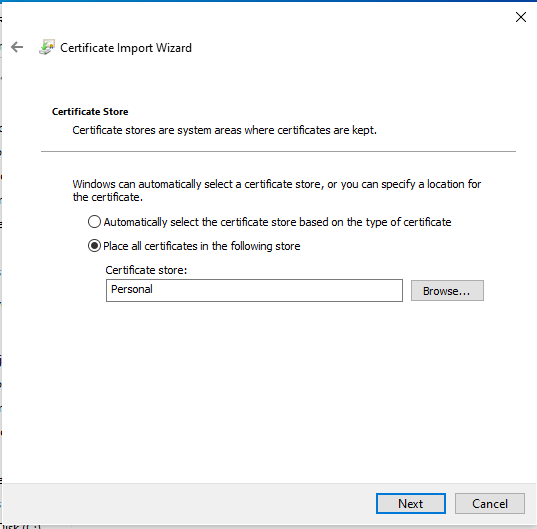 Certificate Import Wizard
Certificate Store
Certificate stores are system areas where certificates are kept.
Windows can automatically select a certificate store, or you can specify a location for
the certificate.
Automatically select the certificate store based on the type of certificate
Place all certificates in the following store
Certificate store:
Personal
Browse...
Next
Cancel